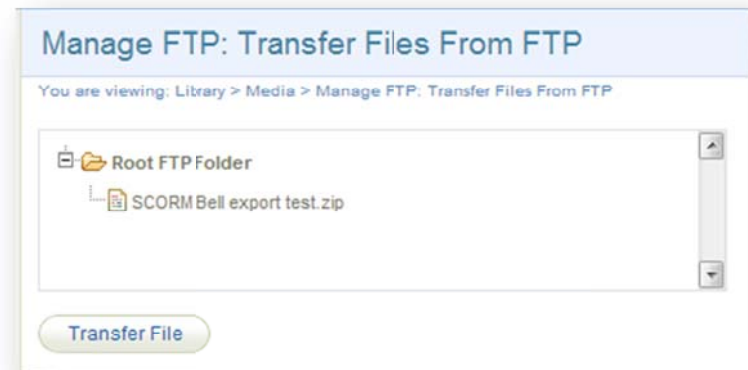 Manage FTP: Transfer Files From FTP
You are viewing: Library > Media > Manage FTP: Transfer Files From FTP
Root FTP Folder
SCORM Bell export test.zip
Transfer File